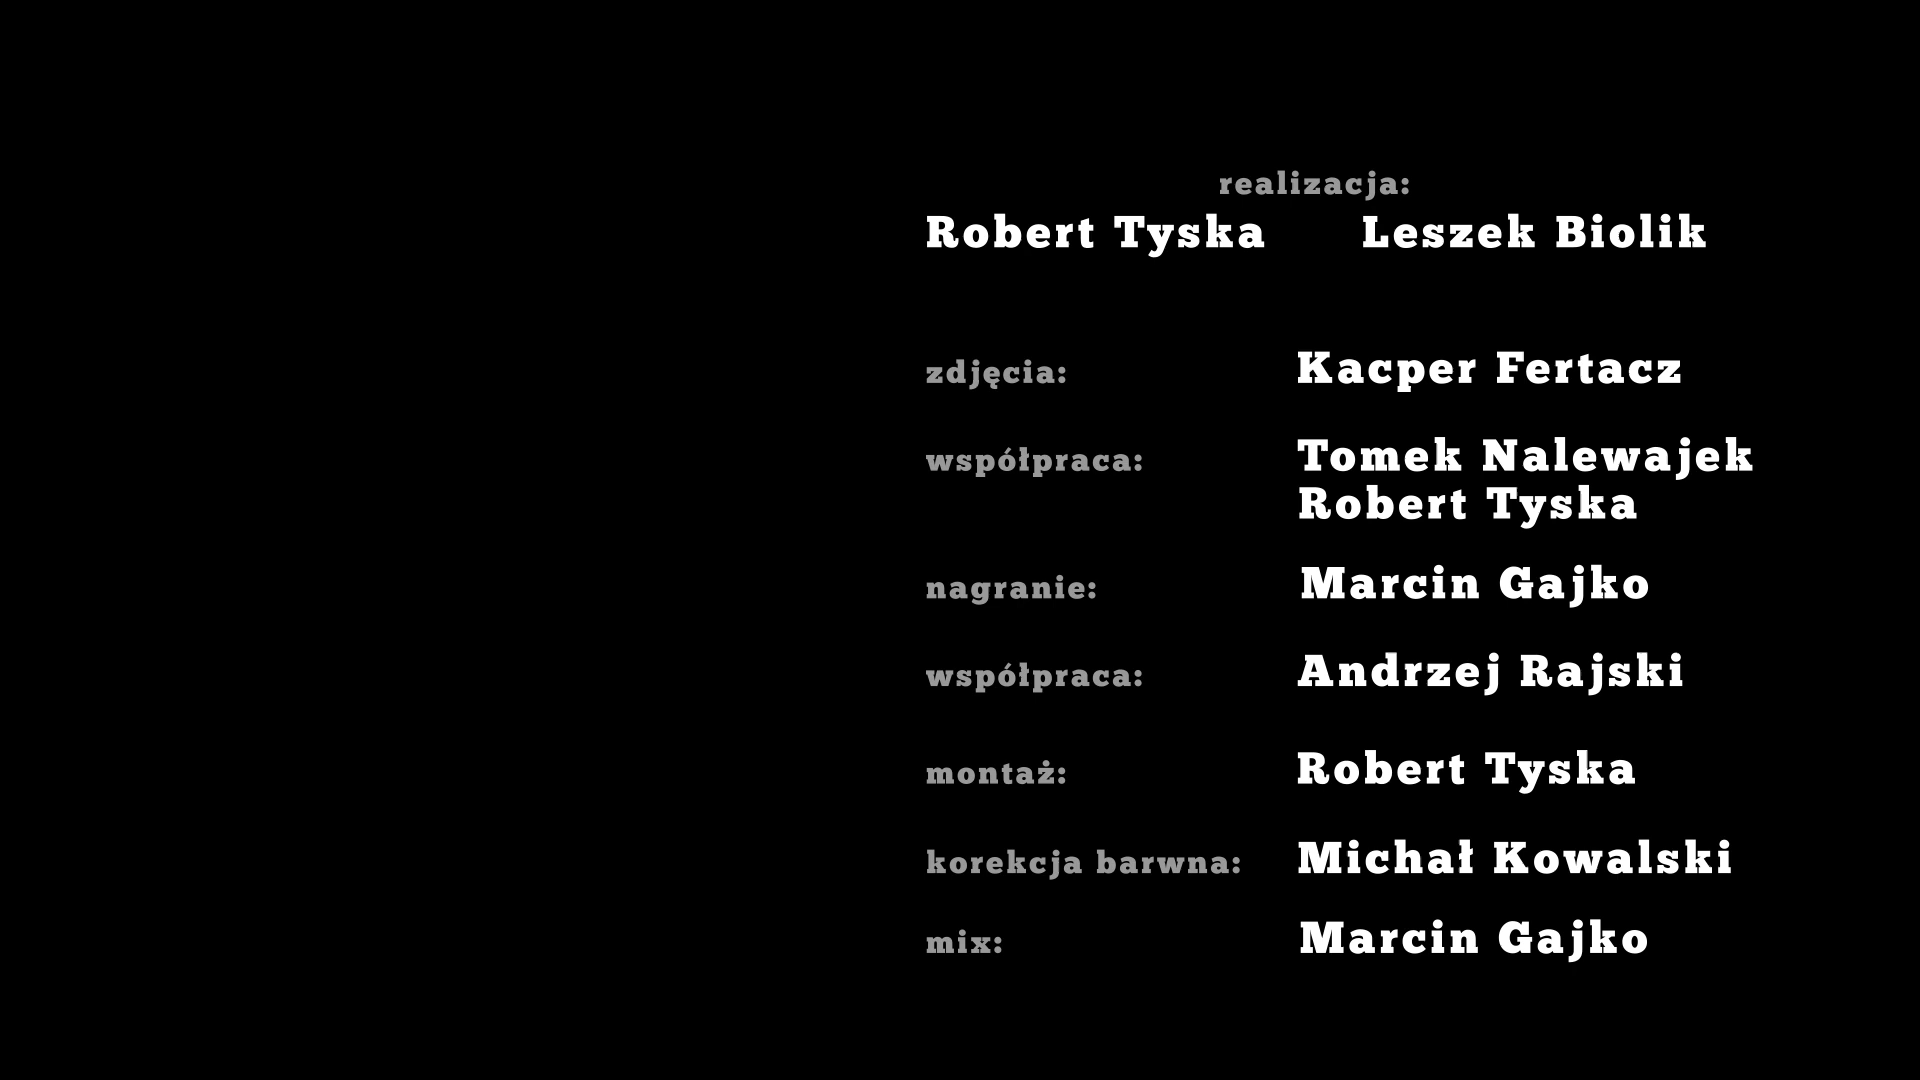 realizacja:
Robert Tyska Leszek Biolik
zdjęcia: Kacper Fertacz
współpraca: Tomek Nalewajek
Robert Tyska
nagranie: Marcin Gajko
współpraca: Andrzej Rajski
montaż: Robert Tyska
korekcja barwna: Michał Kowalski
mix: Marcin Gajko